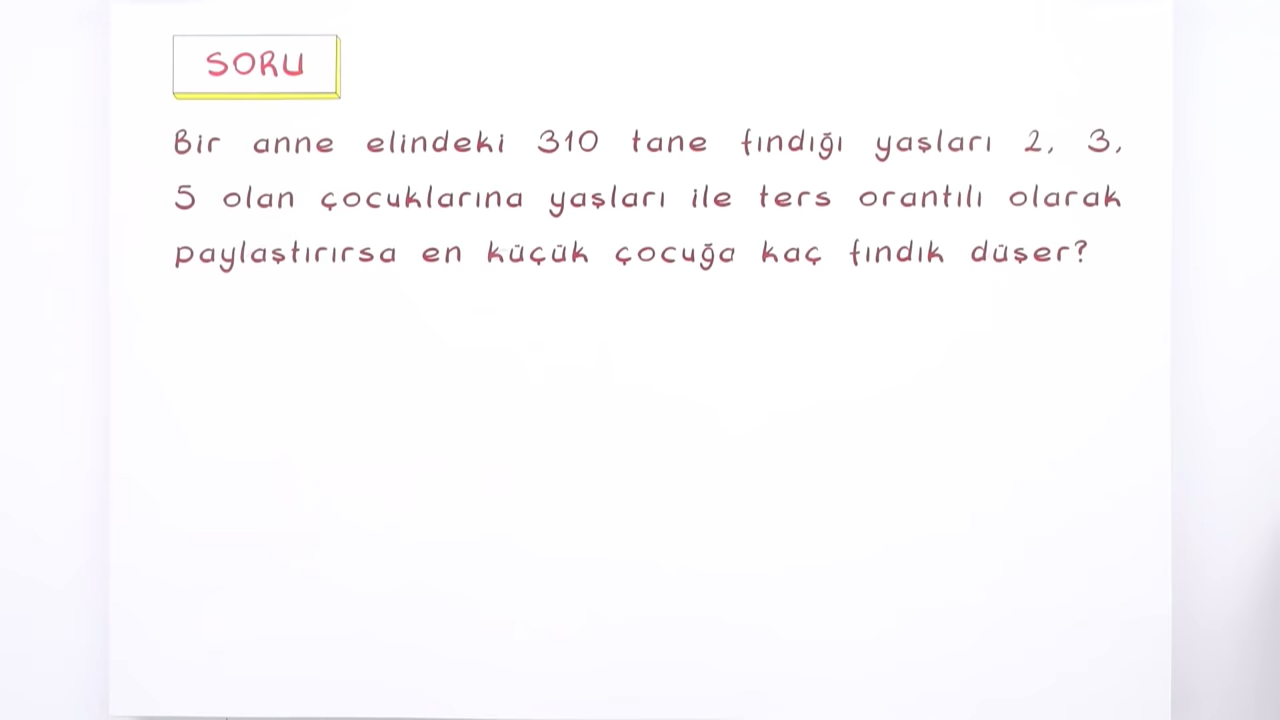 SORU
Bir anne elindeki 310 tane fındığı yaşları 2, 3,
5 olan çocuklarına yaşları ile ters orantılı olarak
paylaştırırsa en küçük çocuğa kaç fındık düşer?